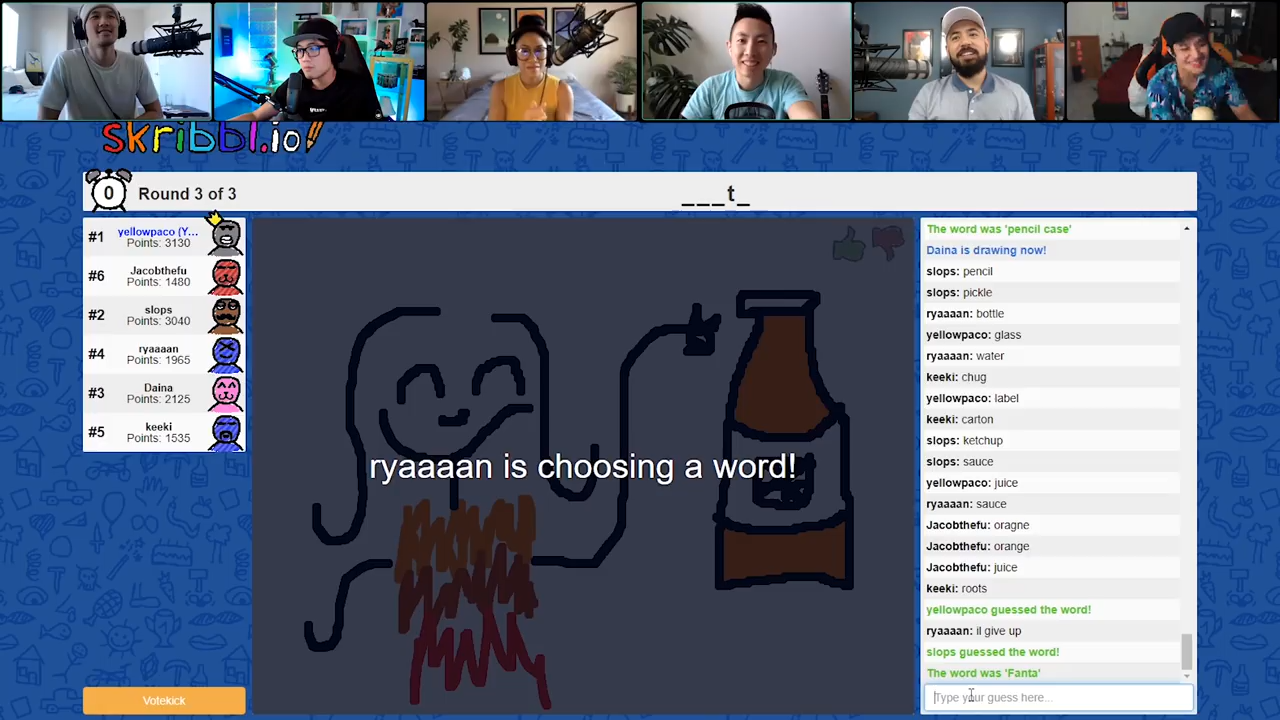 skribbl.io!
0
Round 3 of 3
___t_
#1 yellowpaco (Y...
Points: 3130
#6 Jacobthefu
Points: 1480
#2 slops
Points: 3040
#4 ryaaaan
Points: 1965
#3 Daina
Points: 2125
#5 keeki
Points: 1535
ryaaaan is choosing a word!
The word was 'pencil case'
Daina is drawing now!
slops: pencil
slops: pickle
ryaaaan: bottle
yellowpaco: glass
ryaaaan: water
keeki: chug
yellowpaco: label
keeki: carton
slops: ketchup
slops: sauce
yellowpaco: juice
ryaaaan: sauce
Jacobthefu: oragne
Jacobthefu: orange
Jacobthefu: juice
keeki: roots
yellowpaco guessed the word!
ryaaaan: il give up
slops guessed the word!
The word was 'Fanta'
Type your guess here...
Votekick